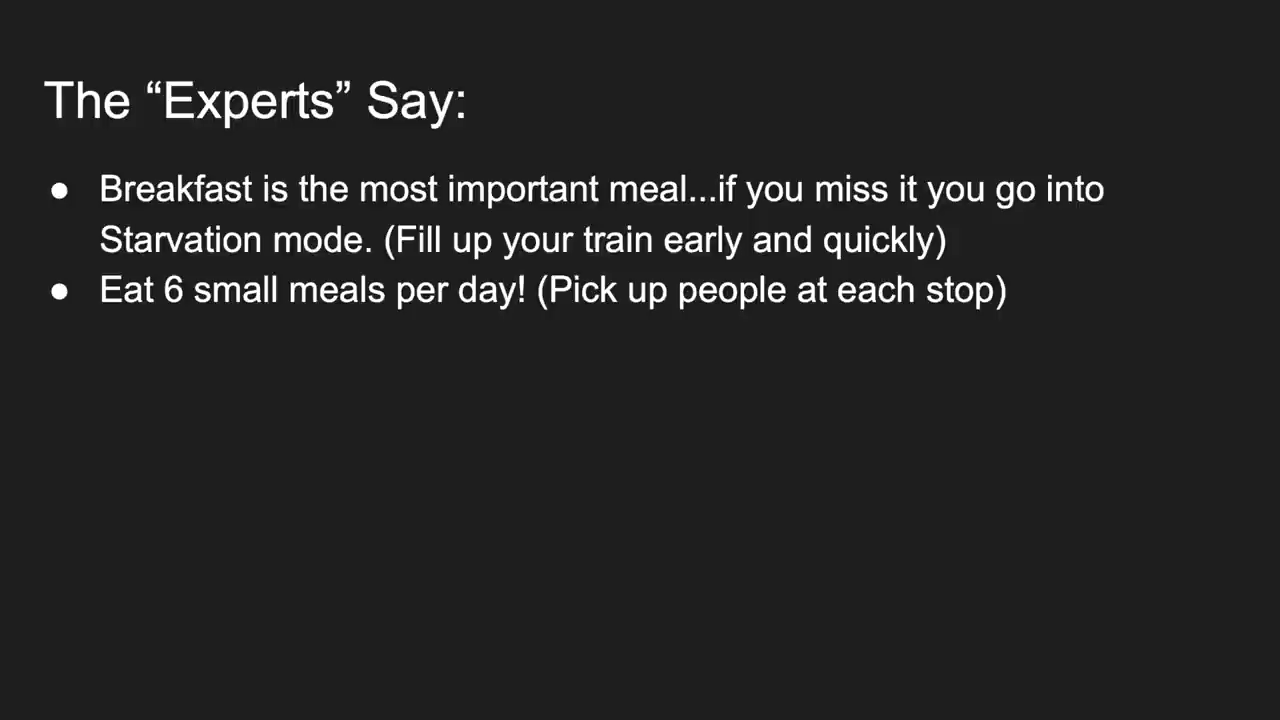 The “Experts” Say:
● Breakfast is the most important meal...if you miss it you go into
Starvation mode. (Fill up your train early and quickly)
● Eat 6 small meals per day! (Pick up people at each stop)